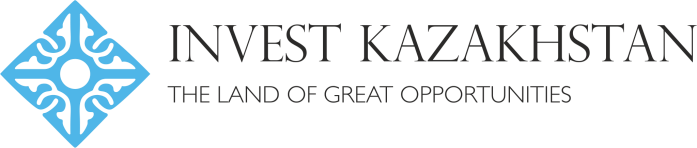 INVEST KAZAKHSTAN
THE LAND OF GREAT OPPORTUNITIES